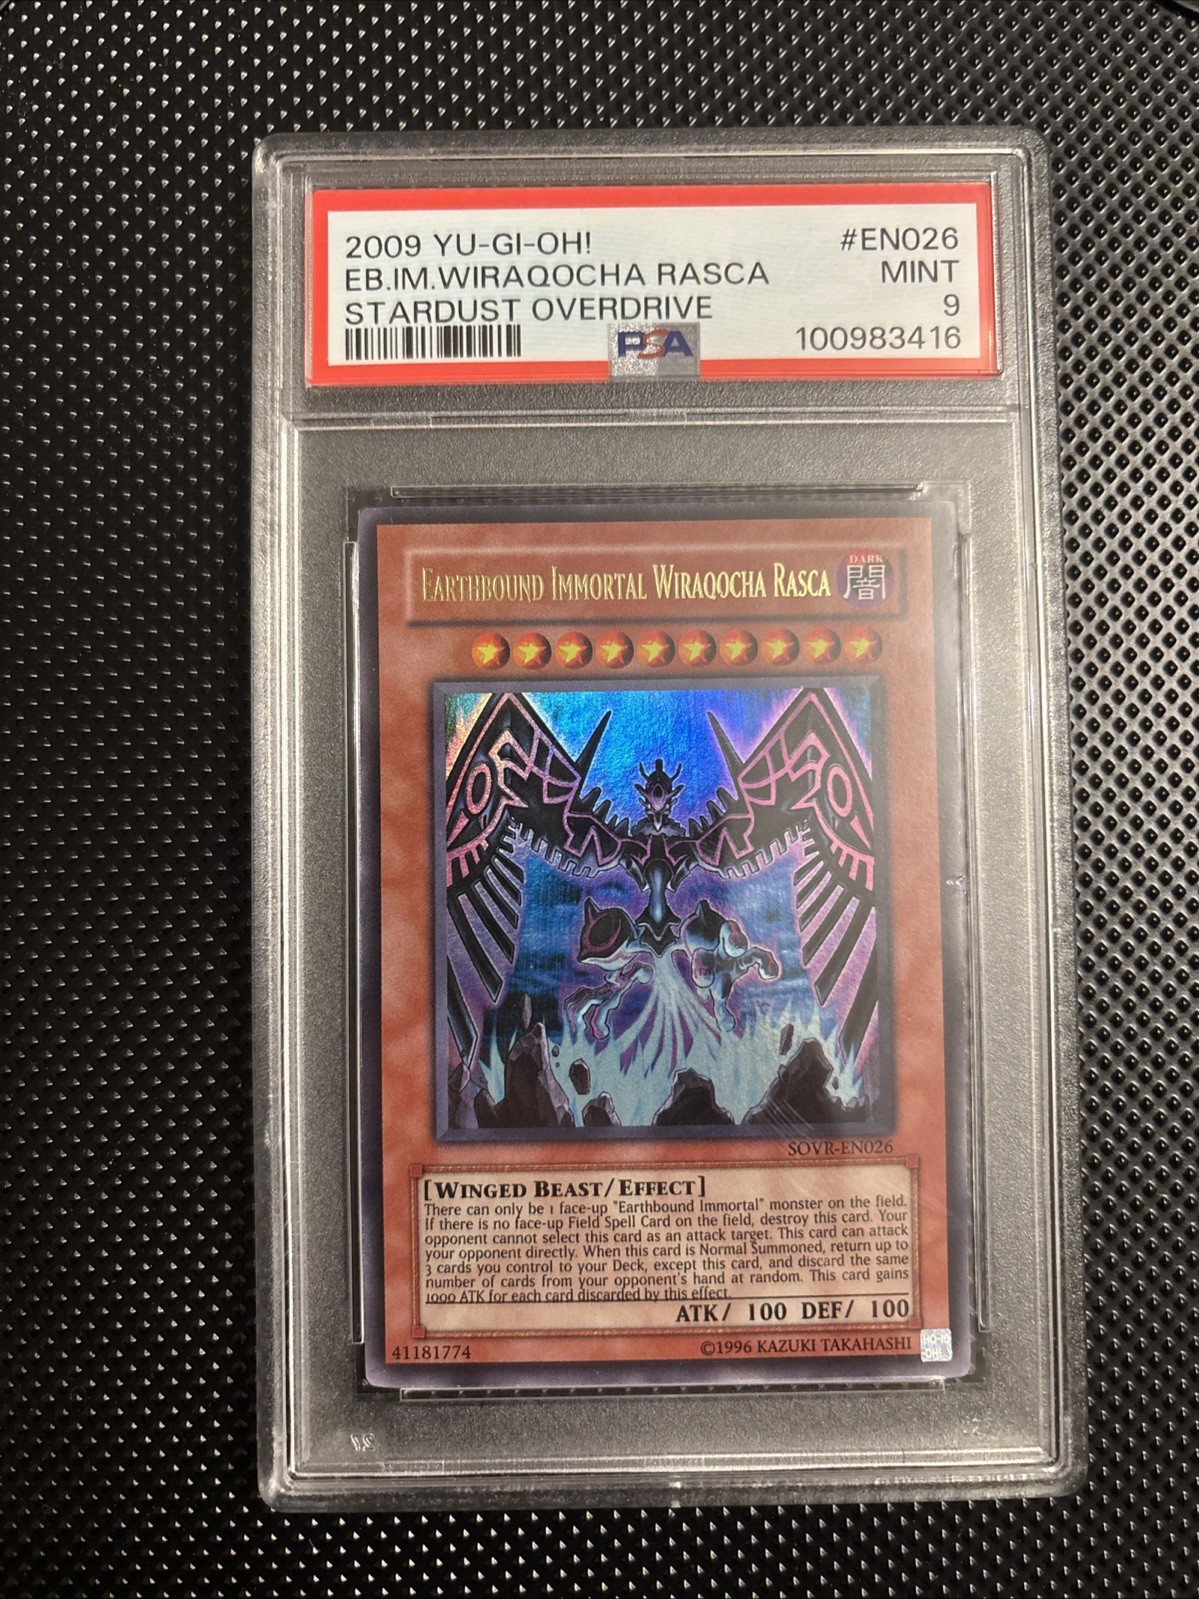 2009 YU-GI-OH! #EN026
EB.IM.WIRAQOCHA RASCA MINT
STARDUST OVERDRIVE 9
PSA 100983416
EARTHBOUND IMMORTAL WIRAQOCHA RASCA
DARK
闇
SOVR-EN026
[WINGED BEAST/EFFECT]
There can only be 1 face-up "Earthbound Immortal" monster on the field.
If there is no face-up Field Spell Card on the field, destroy this card. Your
opponent cannot select this card as an attack target. This card can attack
your opponent directly. When this card is Normal Summoned, return up to
3 cards you control to your Deck, except this card, and discard the same
number of cards from your opponent's hand at random. This card gains
1000 ATK for each card discarded by this effect.
ATK/ 100 DEF/ 100
41181774 ©1996 KAZUKI TAKAHASHI